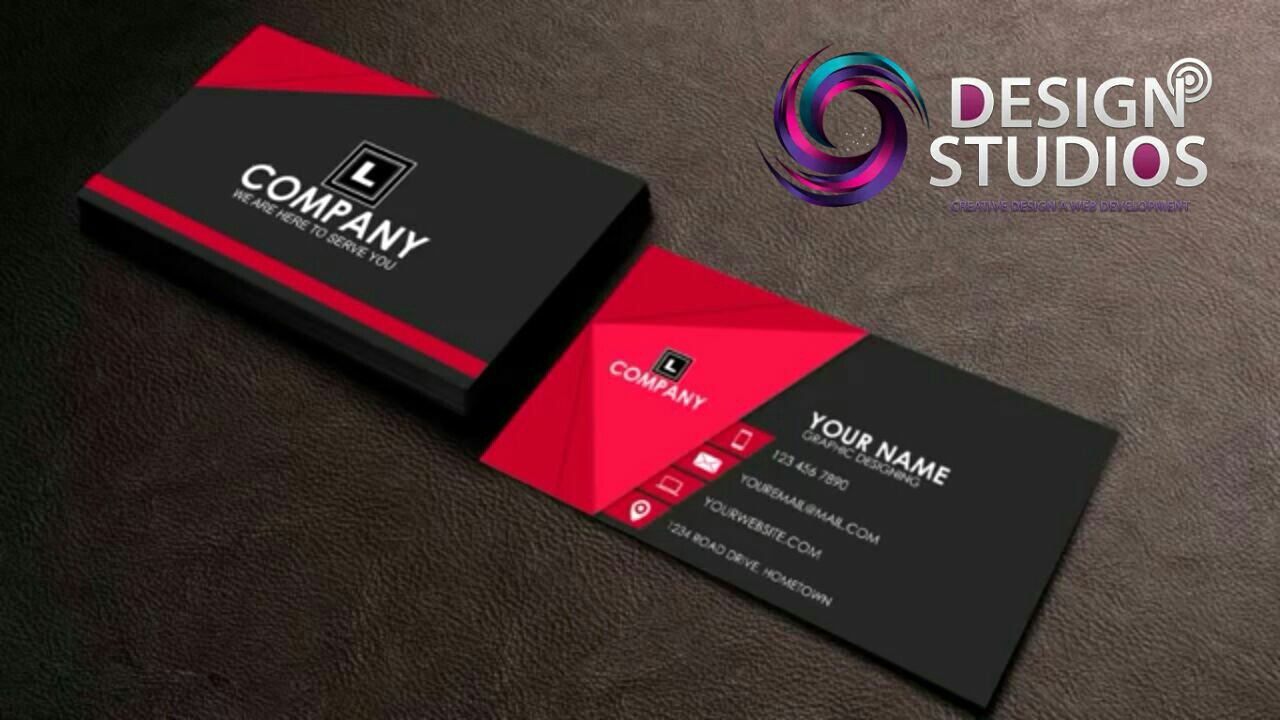 L
COMPANY
WE ARE HERE TO SERVE YOU
DESIGN
STUDIOS
CREATIVE DESIGN & WEB DEVELOPMENT
L
COMPANY
YOUR NAME
GRAPHIC DESIGNING
123 456 7890
YOUREMAIL@MAIL.COM
YOURWEBSITE.COM
1234 ROAD DRIVE, HOMETOWN